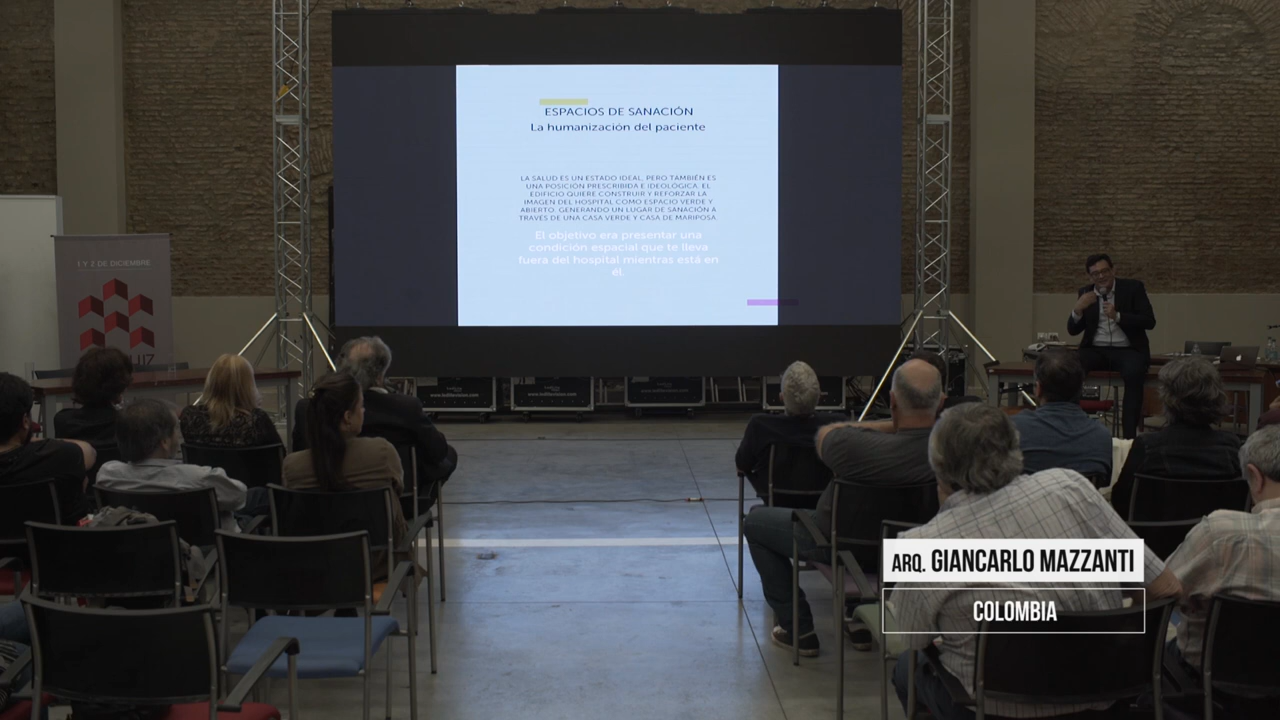 ESPACIOS DE SANACIÓN
La humanización del paciente
LA SALUD ES UN ESTADO IDEAL, PERO TAMBIÉN ES
UNA POSICIÓN PRESCRIBIDA E IDEOLÓGICA. EL
EDIFICIO QUIERE CONSTRUIR Y REFORZAR LA
IMAGÉN DEL HOSPITAL COMO ESPACIO VERDE Y
ABIERTO, GENERANDO UN LUGAR DE SANACIÓN A
TRAVÉS DE UNA CASA VERDE Y CASA DE MARIPOSA.
El objetivo era presentar una
condición espacial que te lleva
fuera del hospital mientras está en
él.
1 Y 2 DE DICIEMBRE
ARQ. GIANCARLO MAZZANTI
COLOMBIA